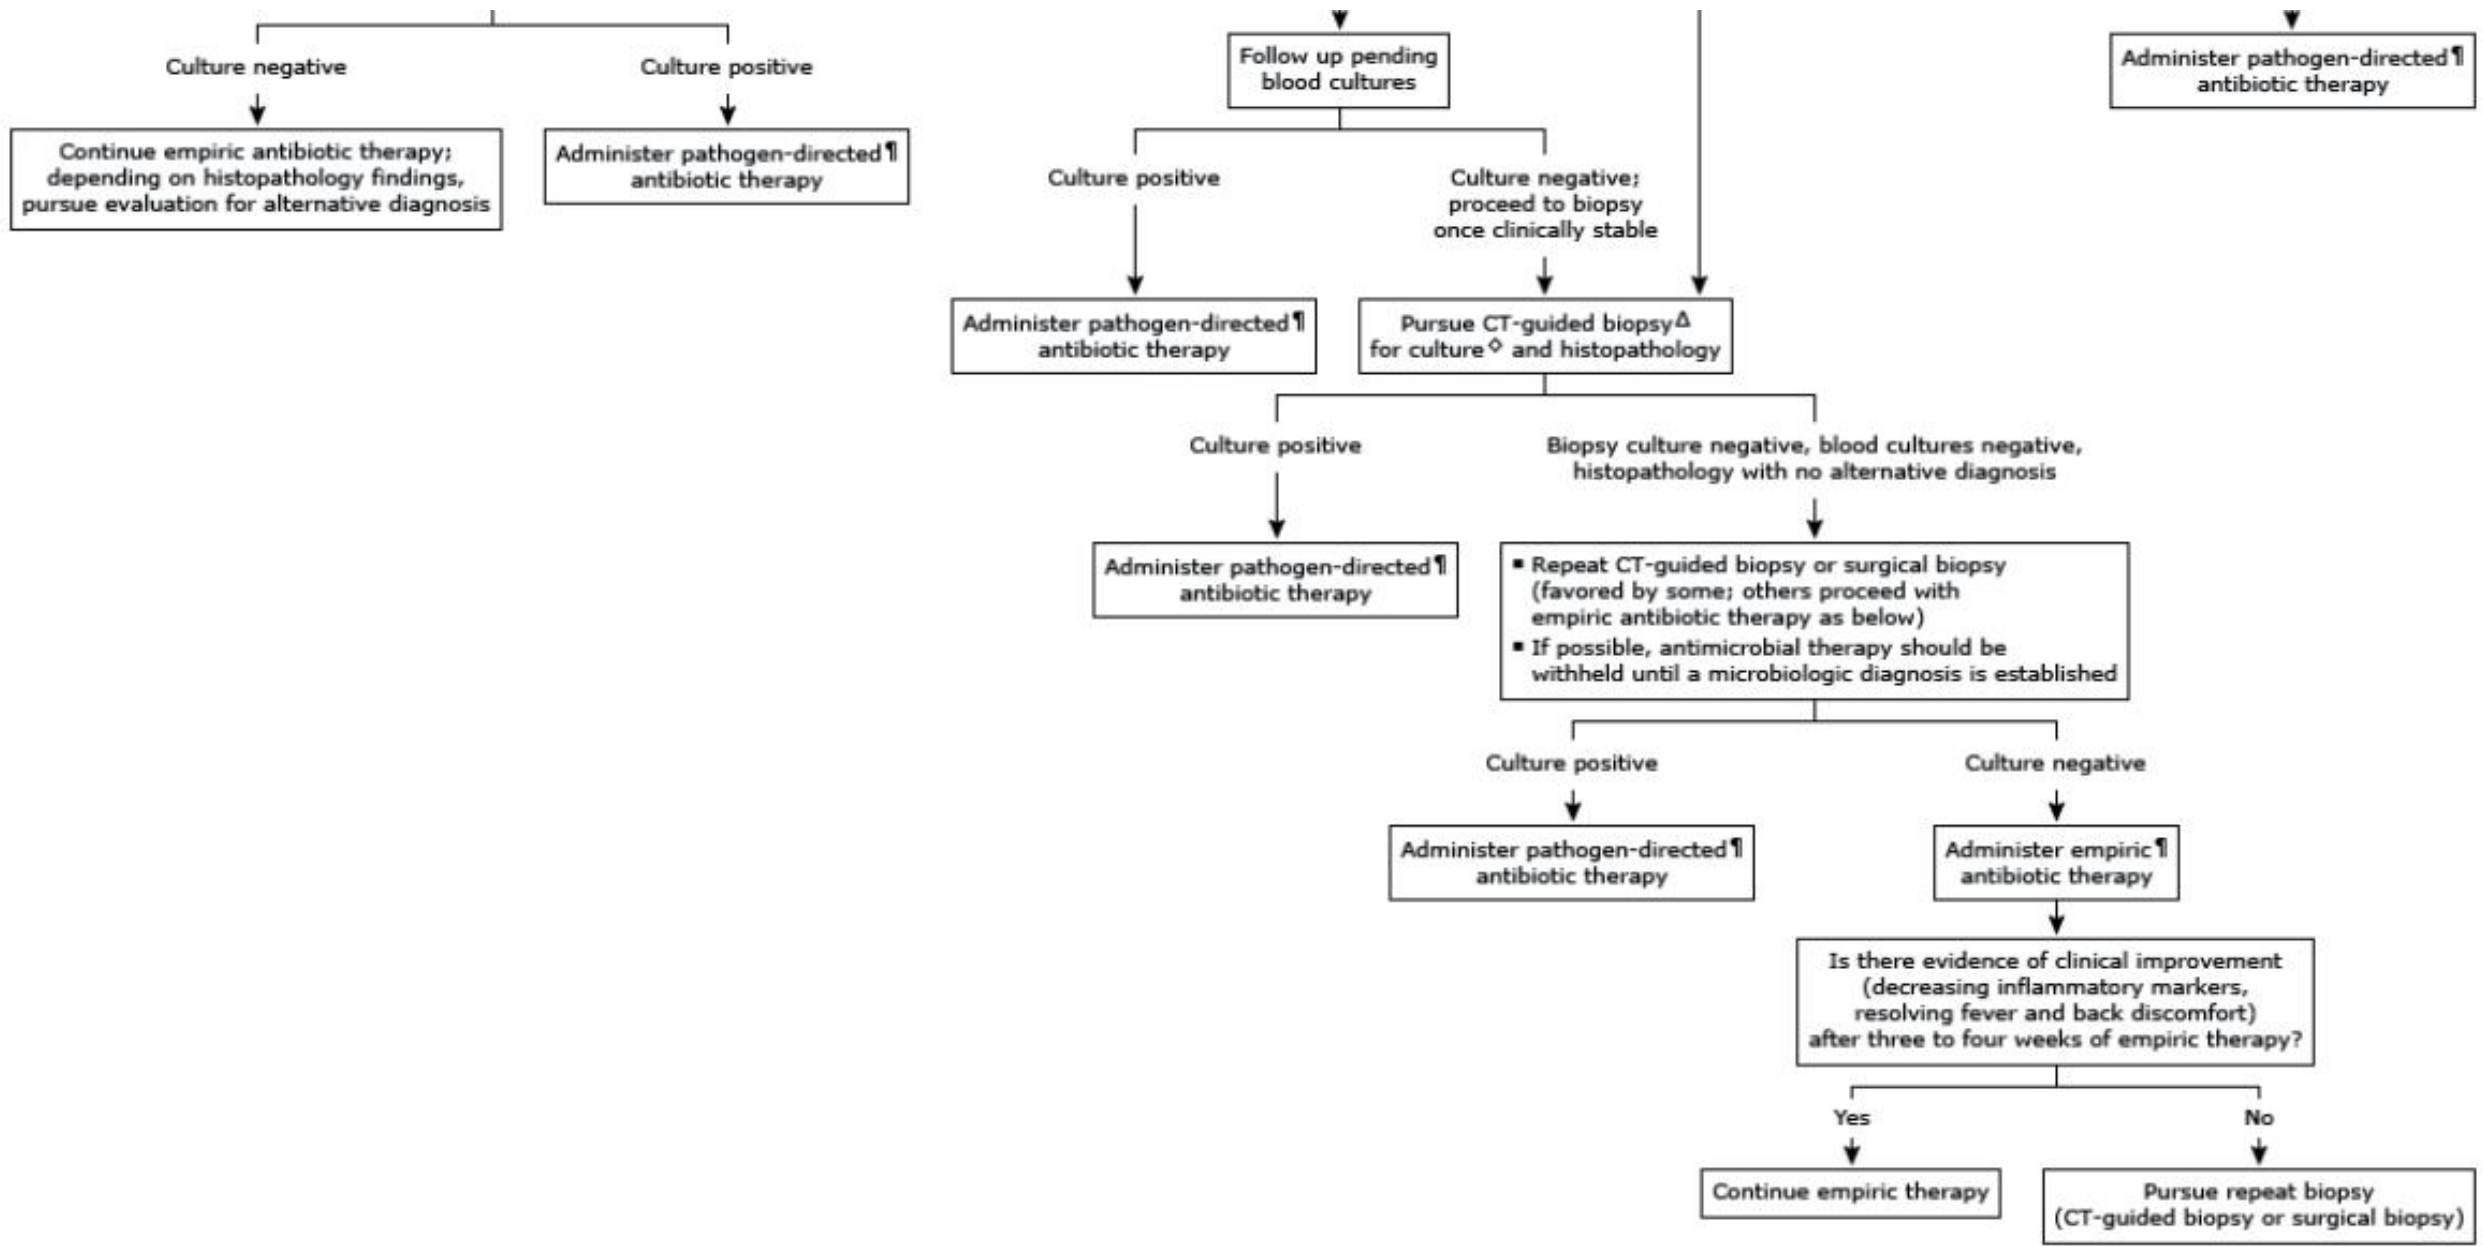 Culture negative
Culture positive
Continue empiric antibiotic therapy;
depending on histopathology findings,
pursue evaluation for alternative diagnosis
Administer pathogen-directed¶
antibiotic therapy
Follow up pending
blood cultures
Administer pathogen-directed¶
antibiotic therapy
Culture positive
Culture negative;
proceed to biopsy
once clinically stable
Administer pathogen-directed¶
antibiotic therapy
Pursue CT-guided biopsyΔ
for culture◇ and histopathology
Culture positive
Biopsy culture negative, blood cultures negative,
histopathology with no alternative diagnosis
Administer pathogen-directed¶
antibiotic therapy
▪ Repeat CT-guided biopsy or surgical biopsy
(favored by some; others proceed with
empiric antibiotic therapy as below)
▪ If possible, antimicrobial therapy should be
withheld until a microbiologic diagnosis is established
Culture positive
Culture negative
Administer pathogen-directed¶
antibiotic therapy
Administer empiric¶
antibiotic therapy
Is there evidence of clinical improvement
(decreasing inflammatory markers,
resolving fever and back discomfort)
after three to four weeks of empiric therapy?
Yes
No
Continue empiric therapy
Pursue repeat biopsy
(CT-guided biopsy or surgical biopsy)